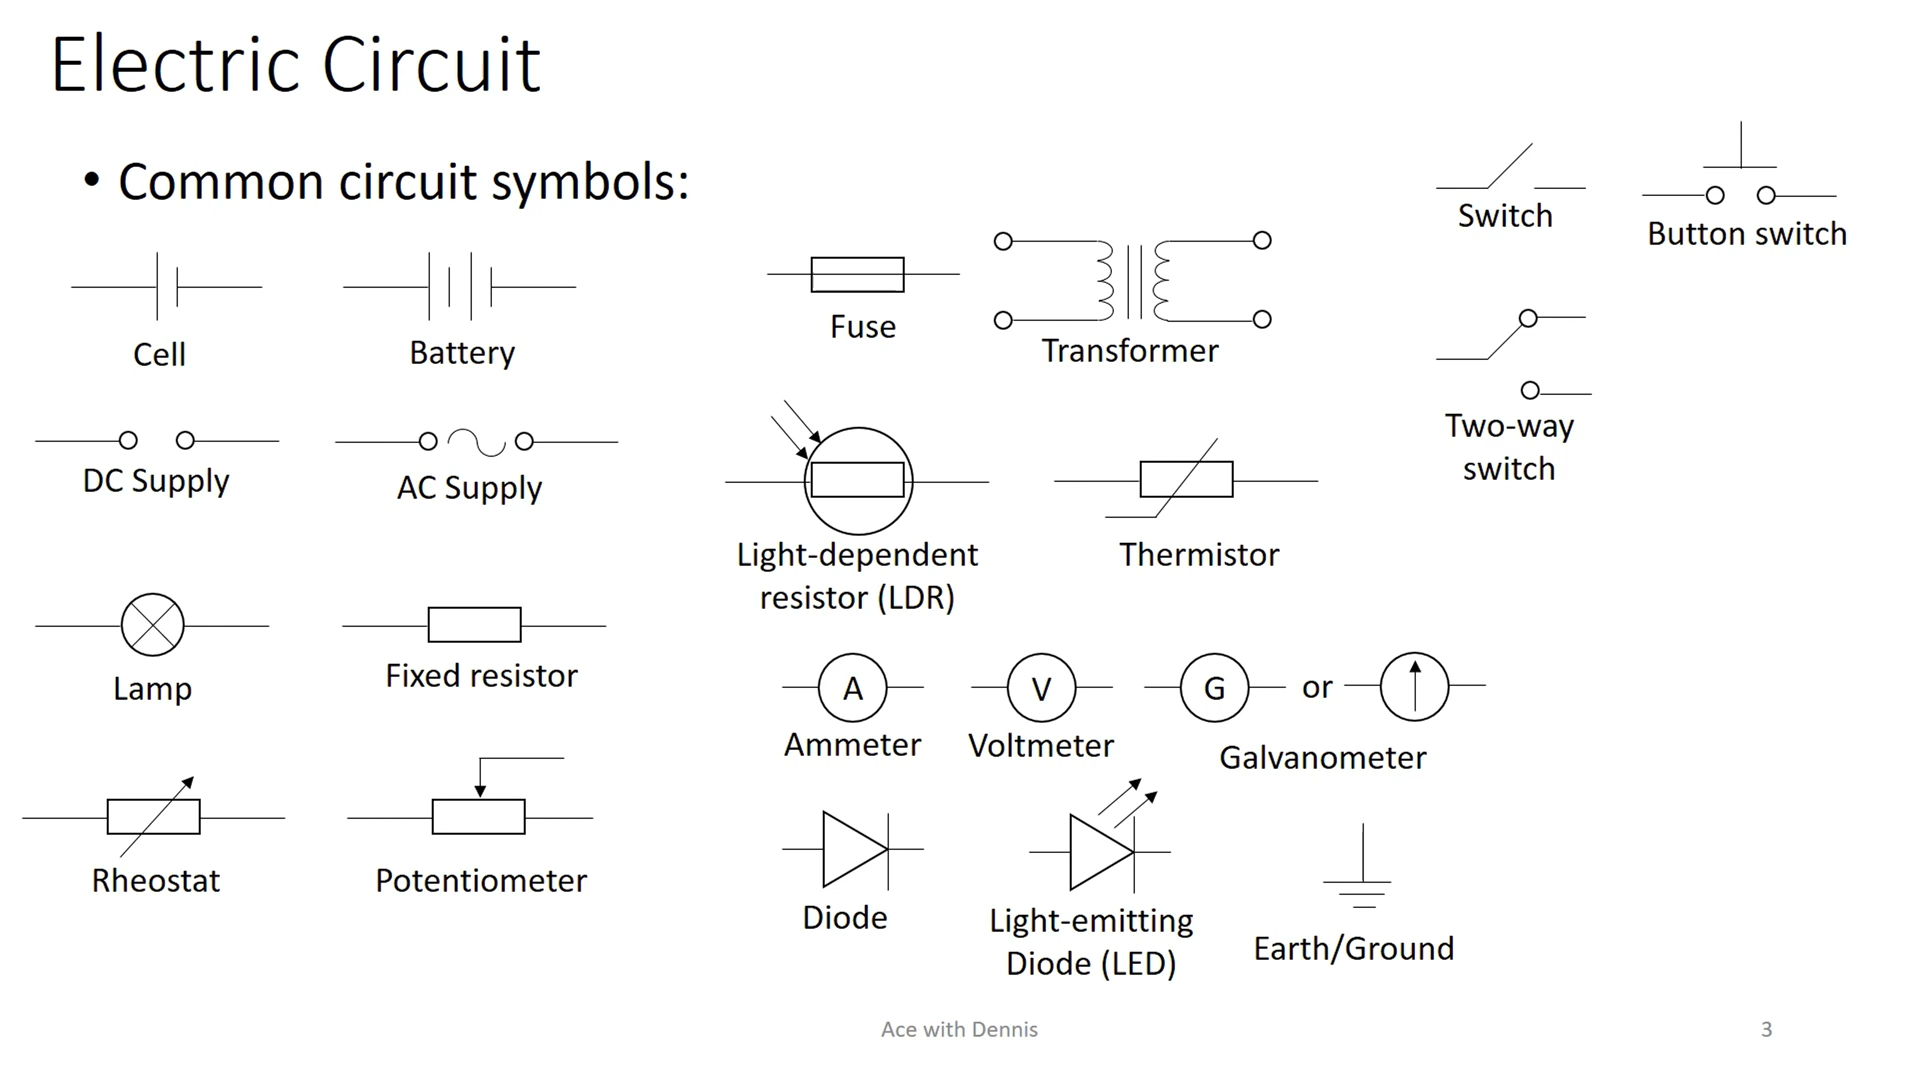 Electric Circuit
• Common circuit symbols:
Switch
Button switch
Fuse
Transformer
Cell
Battery
Two-way
switch
DC Supply
AC Supply
Light-dependent
resistor (LDR)
Thermistor
Lamp
Fixed resistor
A
V
G
or
Ammeter
Voltmeter
Galvanometer
Rheostat
Potentiometer
Diode
Light-emitting
Diode (LED)
Earth/Ground
Ace with Dennis
3